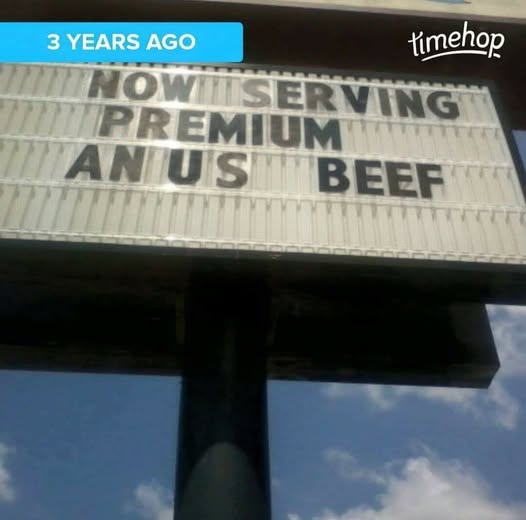 3 YEARS AGO
timehop
NOW SERVING
PREMIUM
AN US BEEF